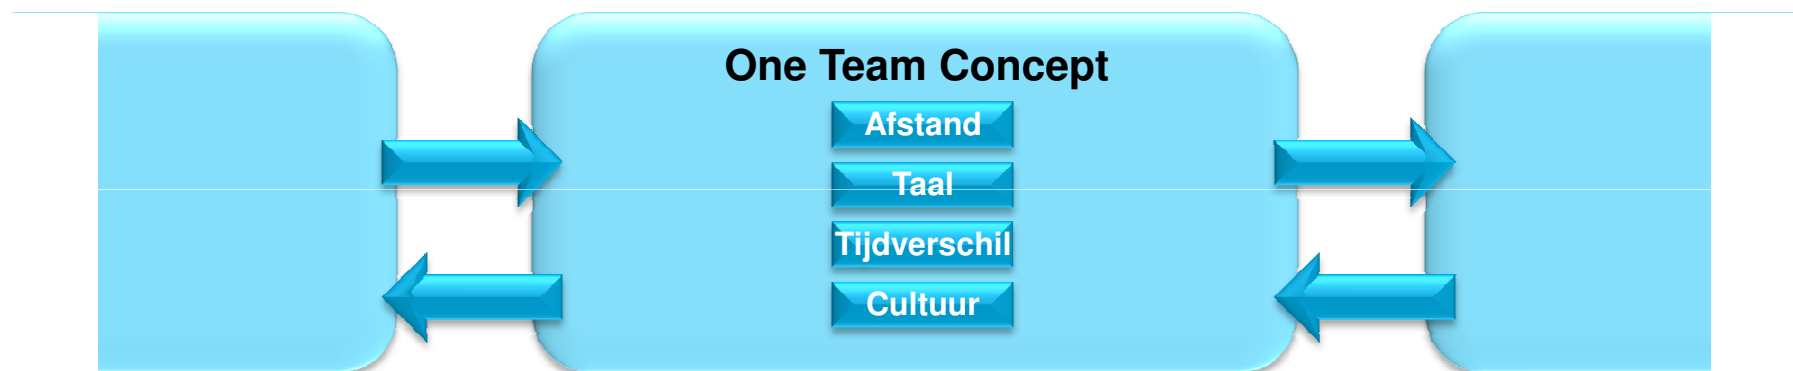 One Team Concept
Afstand
Taal
Tijdverschil
Cultuur